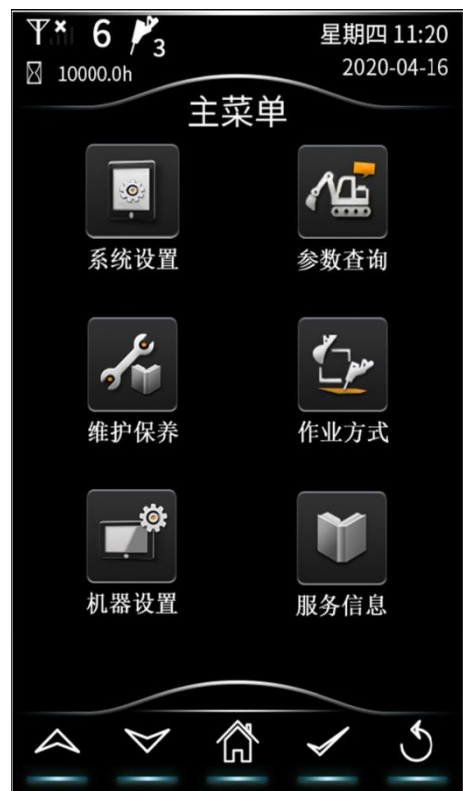 6 3 星期四 11:20
10000.0h 2020-04-16
主菜单
系统设置 参数查询
维护保养 作业方式
机器设置 服务信息